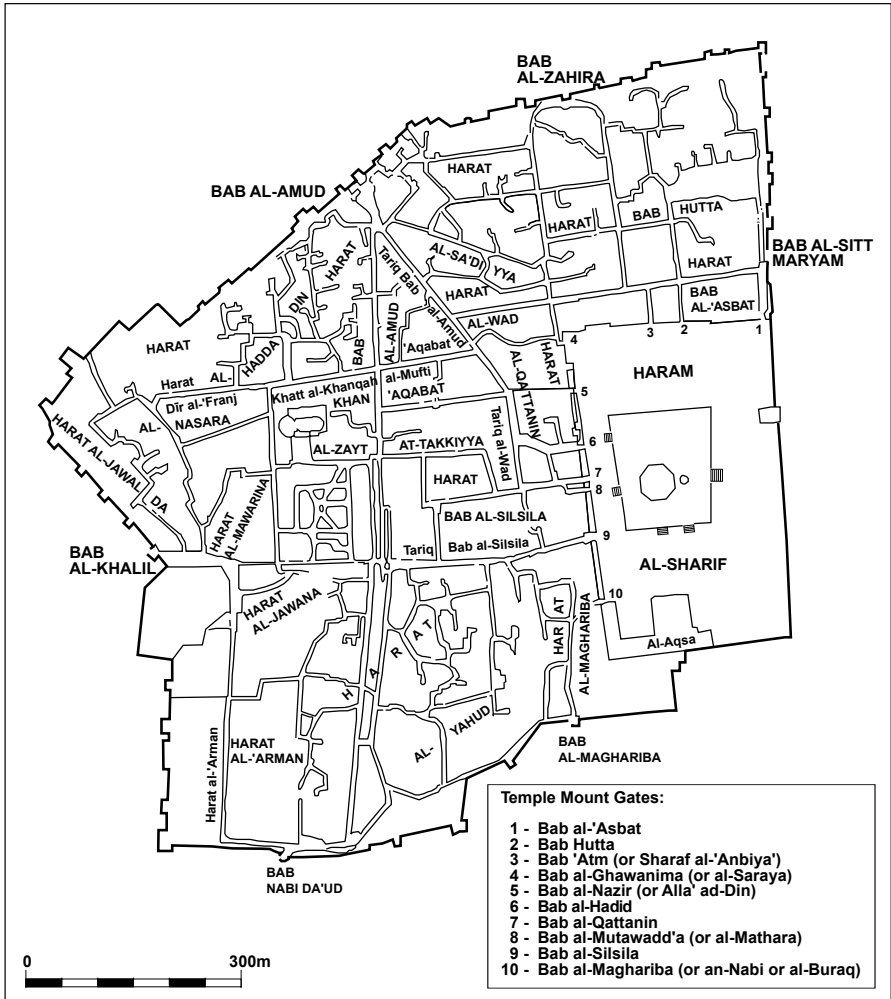 BAB
AL-ZAHIRA
BAB AL-AMUD
BAB AL-SITT
MARYAM
HARAT
HARAT
BAB
HUTTA
AL-SA'DI
YYA
HARAT
HARAT
BAB
AL-'ASBAT
HARAT
DIN
Tariq Bab
al-Amud
HARAT
AL-WAD
AL-AMUD
BAB
'Aqabat
al-Mufti
HARAT
HADDA
AL-
Harat
Dīr al-'Franj
NASARA
AL-
Khatt al-Khanqah
KHAN
AL-ZAYT
'AQABAT
AT-TAKKIYYA
HARAT
AL-QATTANIN
Tariq al-Wad
HARAT AL-JAWAL
DA
HARAT
AL-MAWARINA
HARAT
BAB AL-SILSILA
Tariq
Bab al-Silsila
1
2
3
4
5
6
7
8
9
10
HARAM
AL-SHARIF
Al-Aqsa
BAB
AL-KHALIL
HARAT
AL-JAWANA
H
A
R
A
T
AL-
YAHUD
HAR
AT
AL-MAGHARIBA
Harat al-'Arman
HARAT
AL-'ARMAN
BAB
AL-MAGHARIBA
BAB
NABI DA'UD
Temple Mount Gates:
1 - Bab al-'Asbat
2 - Bab Hutta
3 - Bab 'Atm (or Sharaf al-'Anbiya')
4 - Bab al-Ghawanima (or al-Saraya)
5 - Bab al-Nazir (or Alla' ad-Din)
6 - Bab al-Hadid
7 - Bab al-Qattanin
8 - Bab al-Mutawadd'a (or al-Mathara)
9 - Bab al-Silsila
10 - Bab al-Maghariba (or an-Nabi or al-Buraq)
0
300m